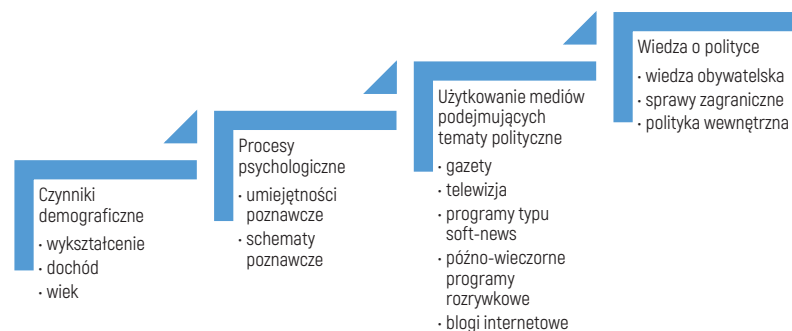 Czynniki
demograficzne
· wykształcenie
· dochód
· wiek
Procesy
psychologiczne
· umiejętności
poznawcze
· schematy
poznawcze
Użytkowanie mediów
podejmujących
tematy polityczne
· gazety
· telewizja
· programy typu
soft-news
· późno-wieczorne
programy
rozrywkowe
· blogi internetowe
Wiedza o polityce
· wiedza obywatelska
· sprawy zagraniczne
· polityka wewnętrzna